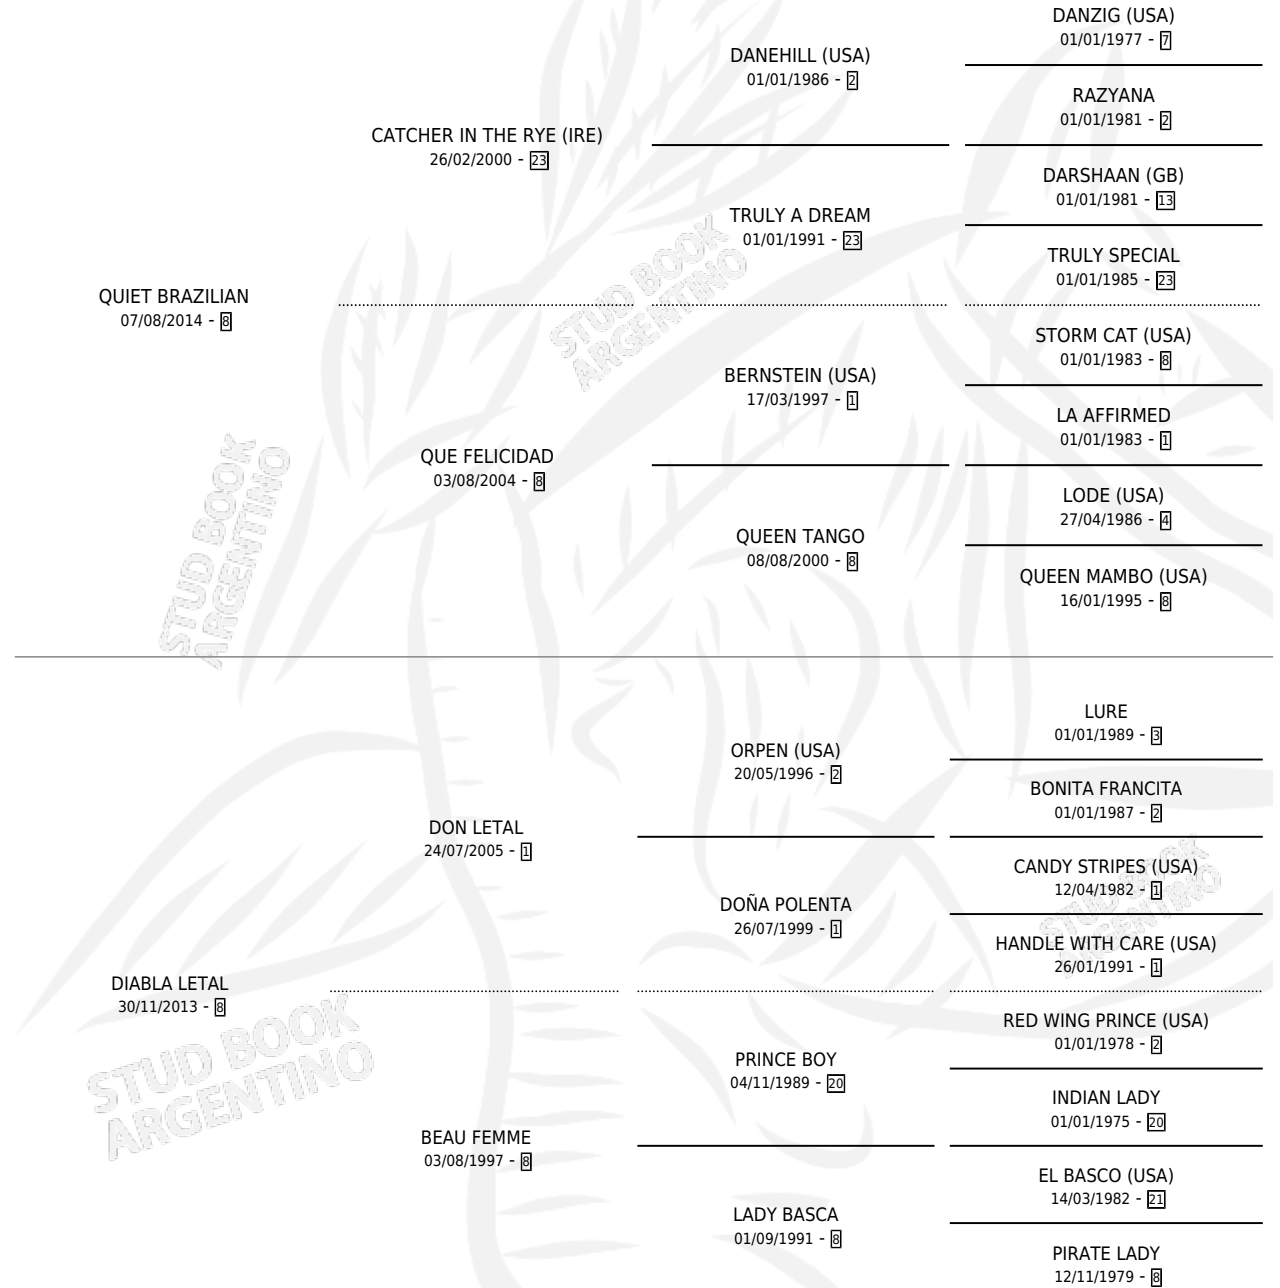 DANZIG (USA)
01/01/1977 - 7
DANEHILL (USA)
01/01/1986 - 2
RAZYANA
01/01/1981 - 2
CATCHER IN THE RYE (IRE)
26/02/2000 - 23
DARSHAAN (GB)
01/01/1981 - 13
TRULY A DREAM
01/01/1991 - 23
TRULY SPECIAL
01/01/1985 - 23
QUIET BRAZILIAN
07/08/2014 - 8
STORM CAT (USA)
01/01/1983 - 8
BERNSTEIN (USA)
17/03/1997 - 1
LA AFFIRMED
01/01/1983 - 1
QUE FELICIDAD
03/08/2004 - 8
LODE (USA)
27/04/1986 - 4
QUEEN TANGO
08/08/2000 - 8
QUEEN MAMBO (USA)
16/01/1995 - 8
STUD BOOK
ARGENTINO
STUD BOOK
ARGENTINO
LURE
01/01/1989 - 3
ORPEN (USA)
20/05/1996 - 2
BONITA FRANCITA
01/01/1987 - 2
DON LETAL
24/07/2005 - 1
CANDY STRIPES (USA)
12/04/1982 - 1
DOÑA POLENTA
26/07/1999 - 1
HANDLE WITH CARE (USA)
26/01/1991 - 1
DIABLA LETAL
30/11/2013 - 8
RED WING PRINCE (USA)
01/01/1978 - 2
PRINCE BOY
04/11/1989 - 20
INDIAN LADY
01/01/1975 - 20
BEAU FEMME
03/08/1997 - 8
EL BASCO (USA)
14/03/1982 - 21
LADY BASCA
01/09/1991 - 8
PIRATE LADY
12/11/1979 - 8
STUD BOOK
ARGENTINO
STUD BOOK
ARGENTINO